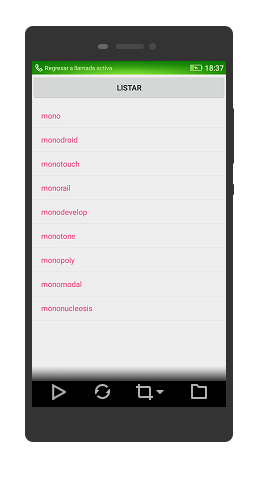 Regresar a llamada activa 18:37
LISTAR
mono
monodroid
monotouch
monorail
monodevelop
monotone
monopoly
monomodal
mononucleosis